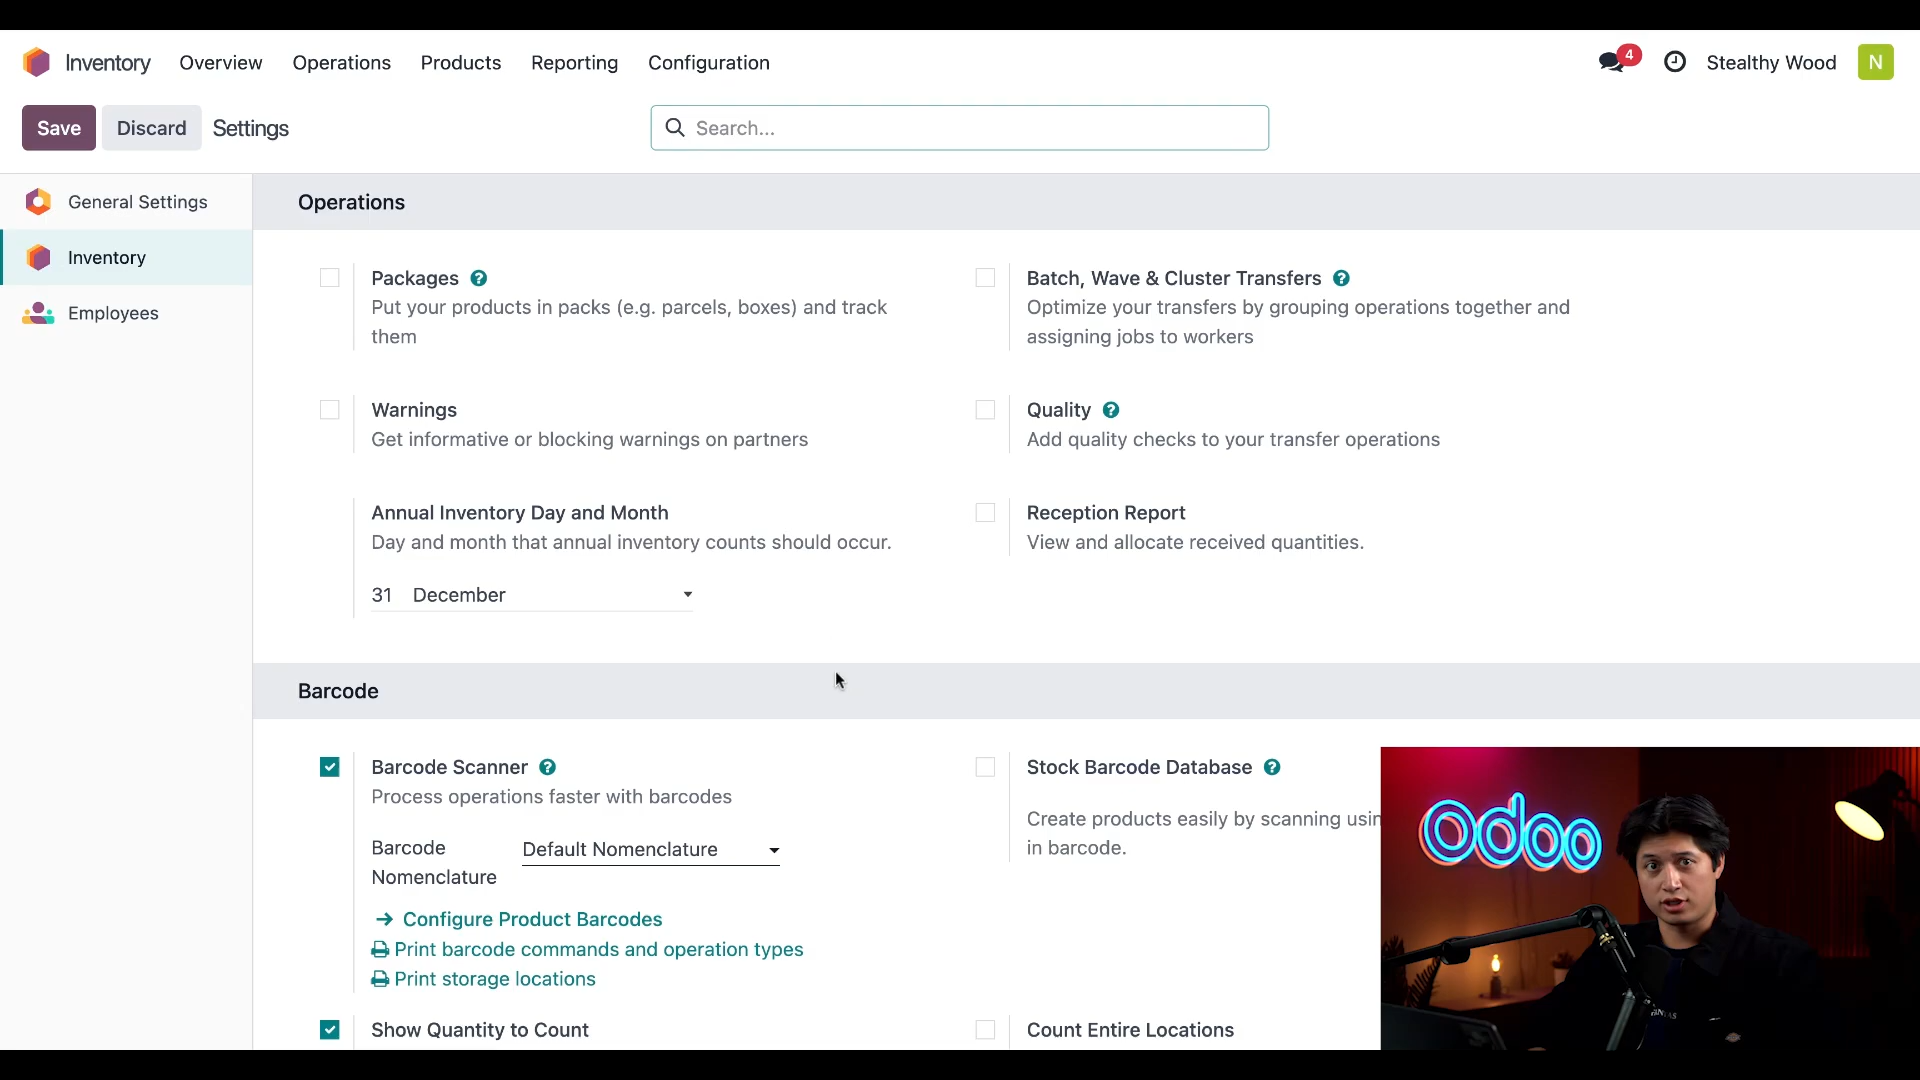 Inventory Overview Operations Products Reporting Configuration 4 Stealthy Wood N
Save Discard Settings Search...
General Settings
Inventory
Employees
Operations
Packages ?
Put your products in packs (e.g. parcels, boxes) and track
them
Batch, Wave & Cluster Transfers ?
Optimize your transfers by grouping operations together and
assigning jobs to workers
Warnings
Get informative or blocking warnings on partners
Quality ?
Add quality checks to your transfer operations
Annual Inventory Day and Month
Day and month that annual inventory counts should occur.
31 December
Reception Report
View and allocate received quantities.
Barcode
Barcode Scanner ?
Process operations faster with barcodes
Barcode
Nomenclature
Default Nomenclature
Configure Product Barcodes
Print barcode commands and operation types
Print storage locations
Stock Barcode Database ?
Create products easily by scanning
in barcode.
Show Quantity to Count
Count Entire Locations
odoo